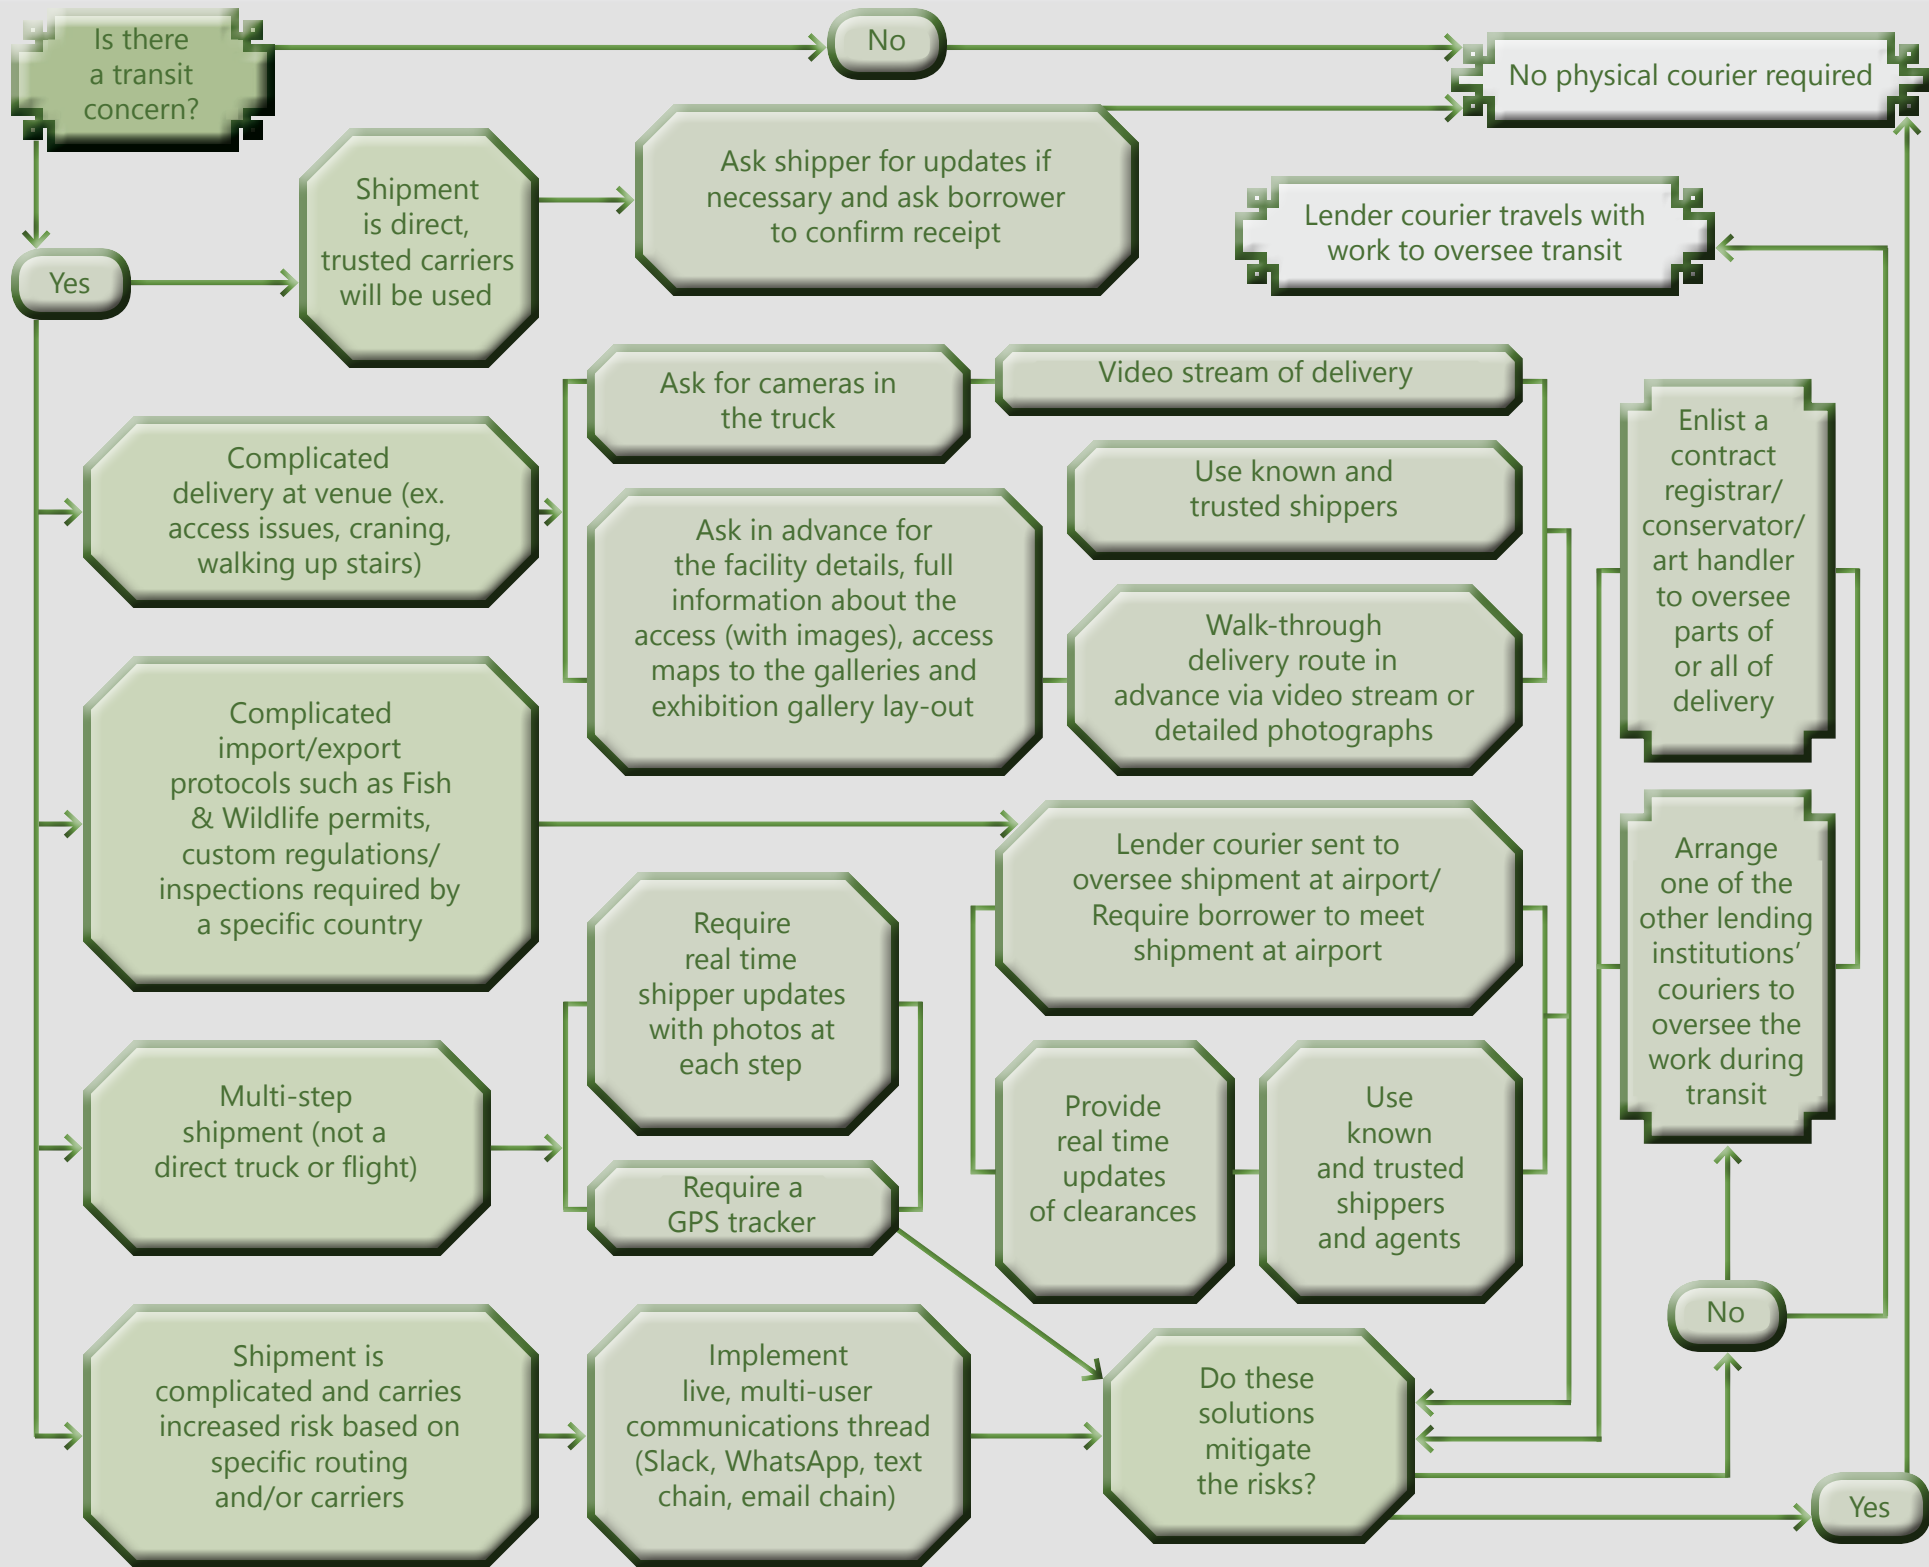 Is there
a transit
concern?
No
No physical courier required
Yes
Shipment
is direct,
trusted carriers
will be used
Ask shipper for updates if
necessary and ask borrower
to confirm receipt
Lender courier travels with
work to oversee transit
Complicated
delivery at venue (ex.
access issues, craning,
walking up stairs)
Ask for cameras in
the truck
Video stream of delivery
Use known and
trusted shippers
Ask in advance for
the facility details, full
information about the
access (with images), access
maps to the galleries and
exhibition gallery lay-out
Walk-through
delivery route in
advance via video stream or
detailed photographs
Enlist a
contract
registrar/
conservator/
art handler
to oversee
parts of
or all of
delivery
Complicated
import/export
protocols such as Fish
& Wildlife permits,
custom regulations/
inspections required by
a specific country
Lender courier sent to
oversee shipment at airport/
Require borrower to meet
shipment at airport
Arrange
one of the
other lending
institutions’
couriers to
oversee the
work during
transit
Require
real time
shipper updates
with photos at
each step
Provide
real time
updates
of clearances
Use
known
and trusted
shippers
and agents
Multi-step
shipment (not a
direct truck or flight)
Require a
GPS tracker
No
Shipment is
complicated and carries
increased risk based on
specific routing
and/or carriers
Implement
live, multi-user
communications thread
(Slack, WhatsApp, text
chain, email chain)
Do these
solutions
mitigate
the risks?
Yes